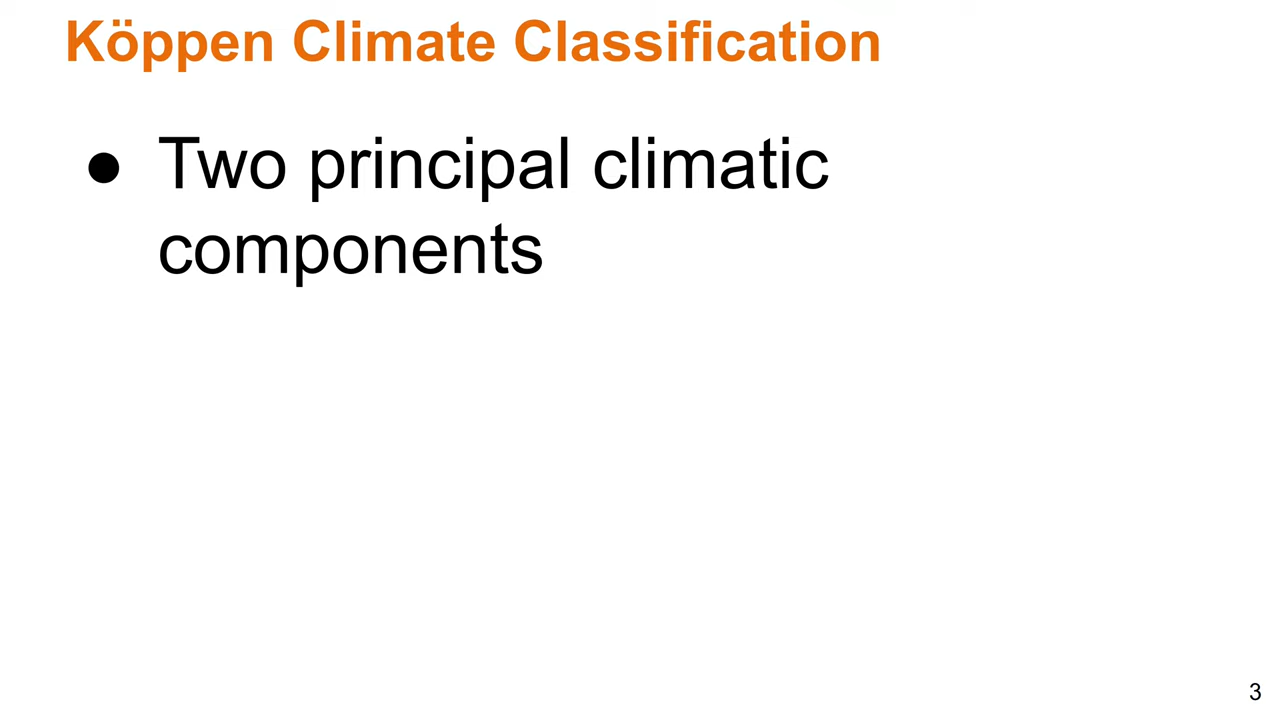 Köppen Climate Classification
● Two principal climatic
components
3